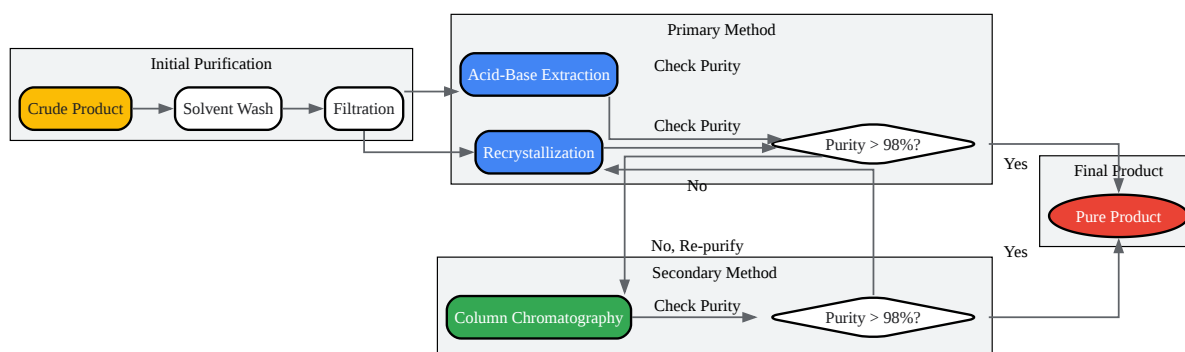 Initial Purification
Crude Product
Solvent Wash
Filtration
Primary Method
Acid-Base Extraction
Check Purity
Check Purity
Recrystallization
Purity > 98%?
No
Yes
Final Product
Pure Product
Yes
No, Re-purify
Secondary Method
Column Chromatography
Check Purity
Purity > 98%?